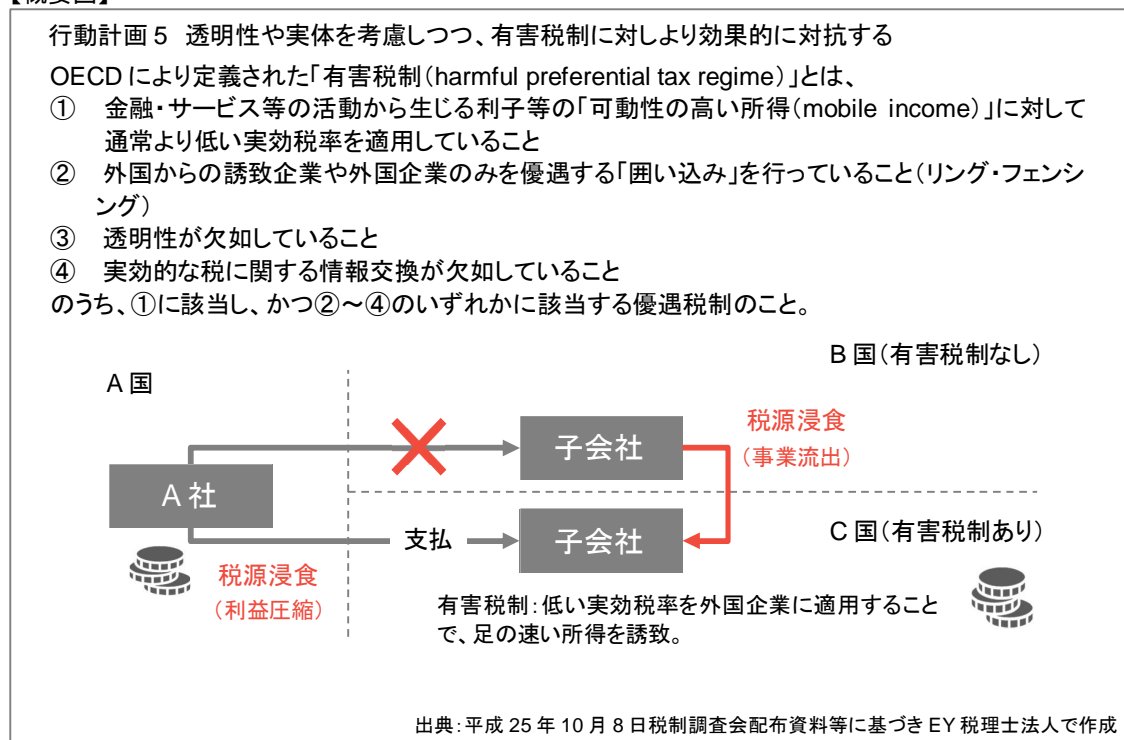 行動計画5 透明性や実体を考慮しつつ、有害税制に対しより効果的に対抗する
OECDにより定義された「有害税制(harmful preferential tax regime)」とは、
① 金融・サービス等の活動から生じる利子等の「可動性の高い所得(mobile income)」に対して
通常より低い実効税率を適用していること
② 外国からの誘致企業や外国企業のみを優遇する「囲い込み」を行っていること(リング・フェンシ
ング)
③ 透明性が欠如していること
④ 実効的な税に関する情報交換が欠如していること
のうち、①に該当し、かつ②～④のいずれかに該当する優遇税制のこと。
B国(有害税制なし)
A国
子会社
税源浸食
(事業流出)
A社
支払
子会社
C国(有害税制あり)
税源浸食
(利益圧縮)
有害税制:低い実効税率を外国企業に適用すること
で、足の速い所得を誘致。
出典:平成25年10月8日税制調査会配布資料等に基づきEY税理士法人で作成